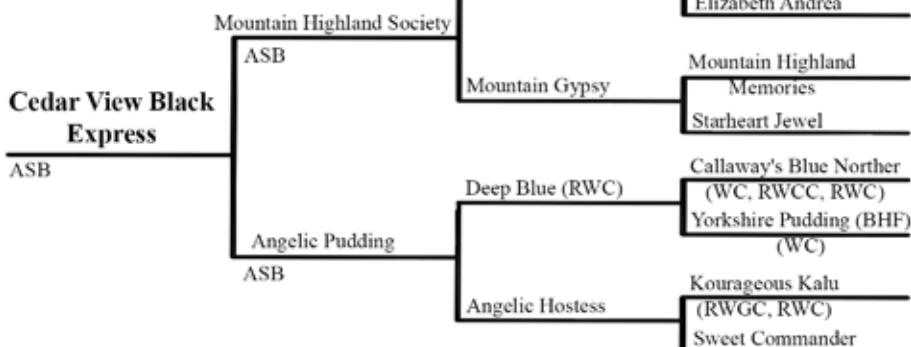 Elizabeth Andrea
Mountain Highland Society
ASB
Mountain Highland
Memories
Mountain Gypsy
Cedar View Black
Express
Starheart Jewel
ASB
Callaway's Blue Norther
Deep Blue (RWC)
(WC, RWCC, RWC)
Yorkshire Pudding (BHF)
Angelic Pudding
(WC)
ASB
Kourageous Kalu
Angelic Hostess
(RWGC, RWC)
Sweet Commander